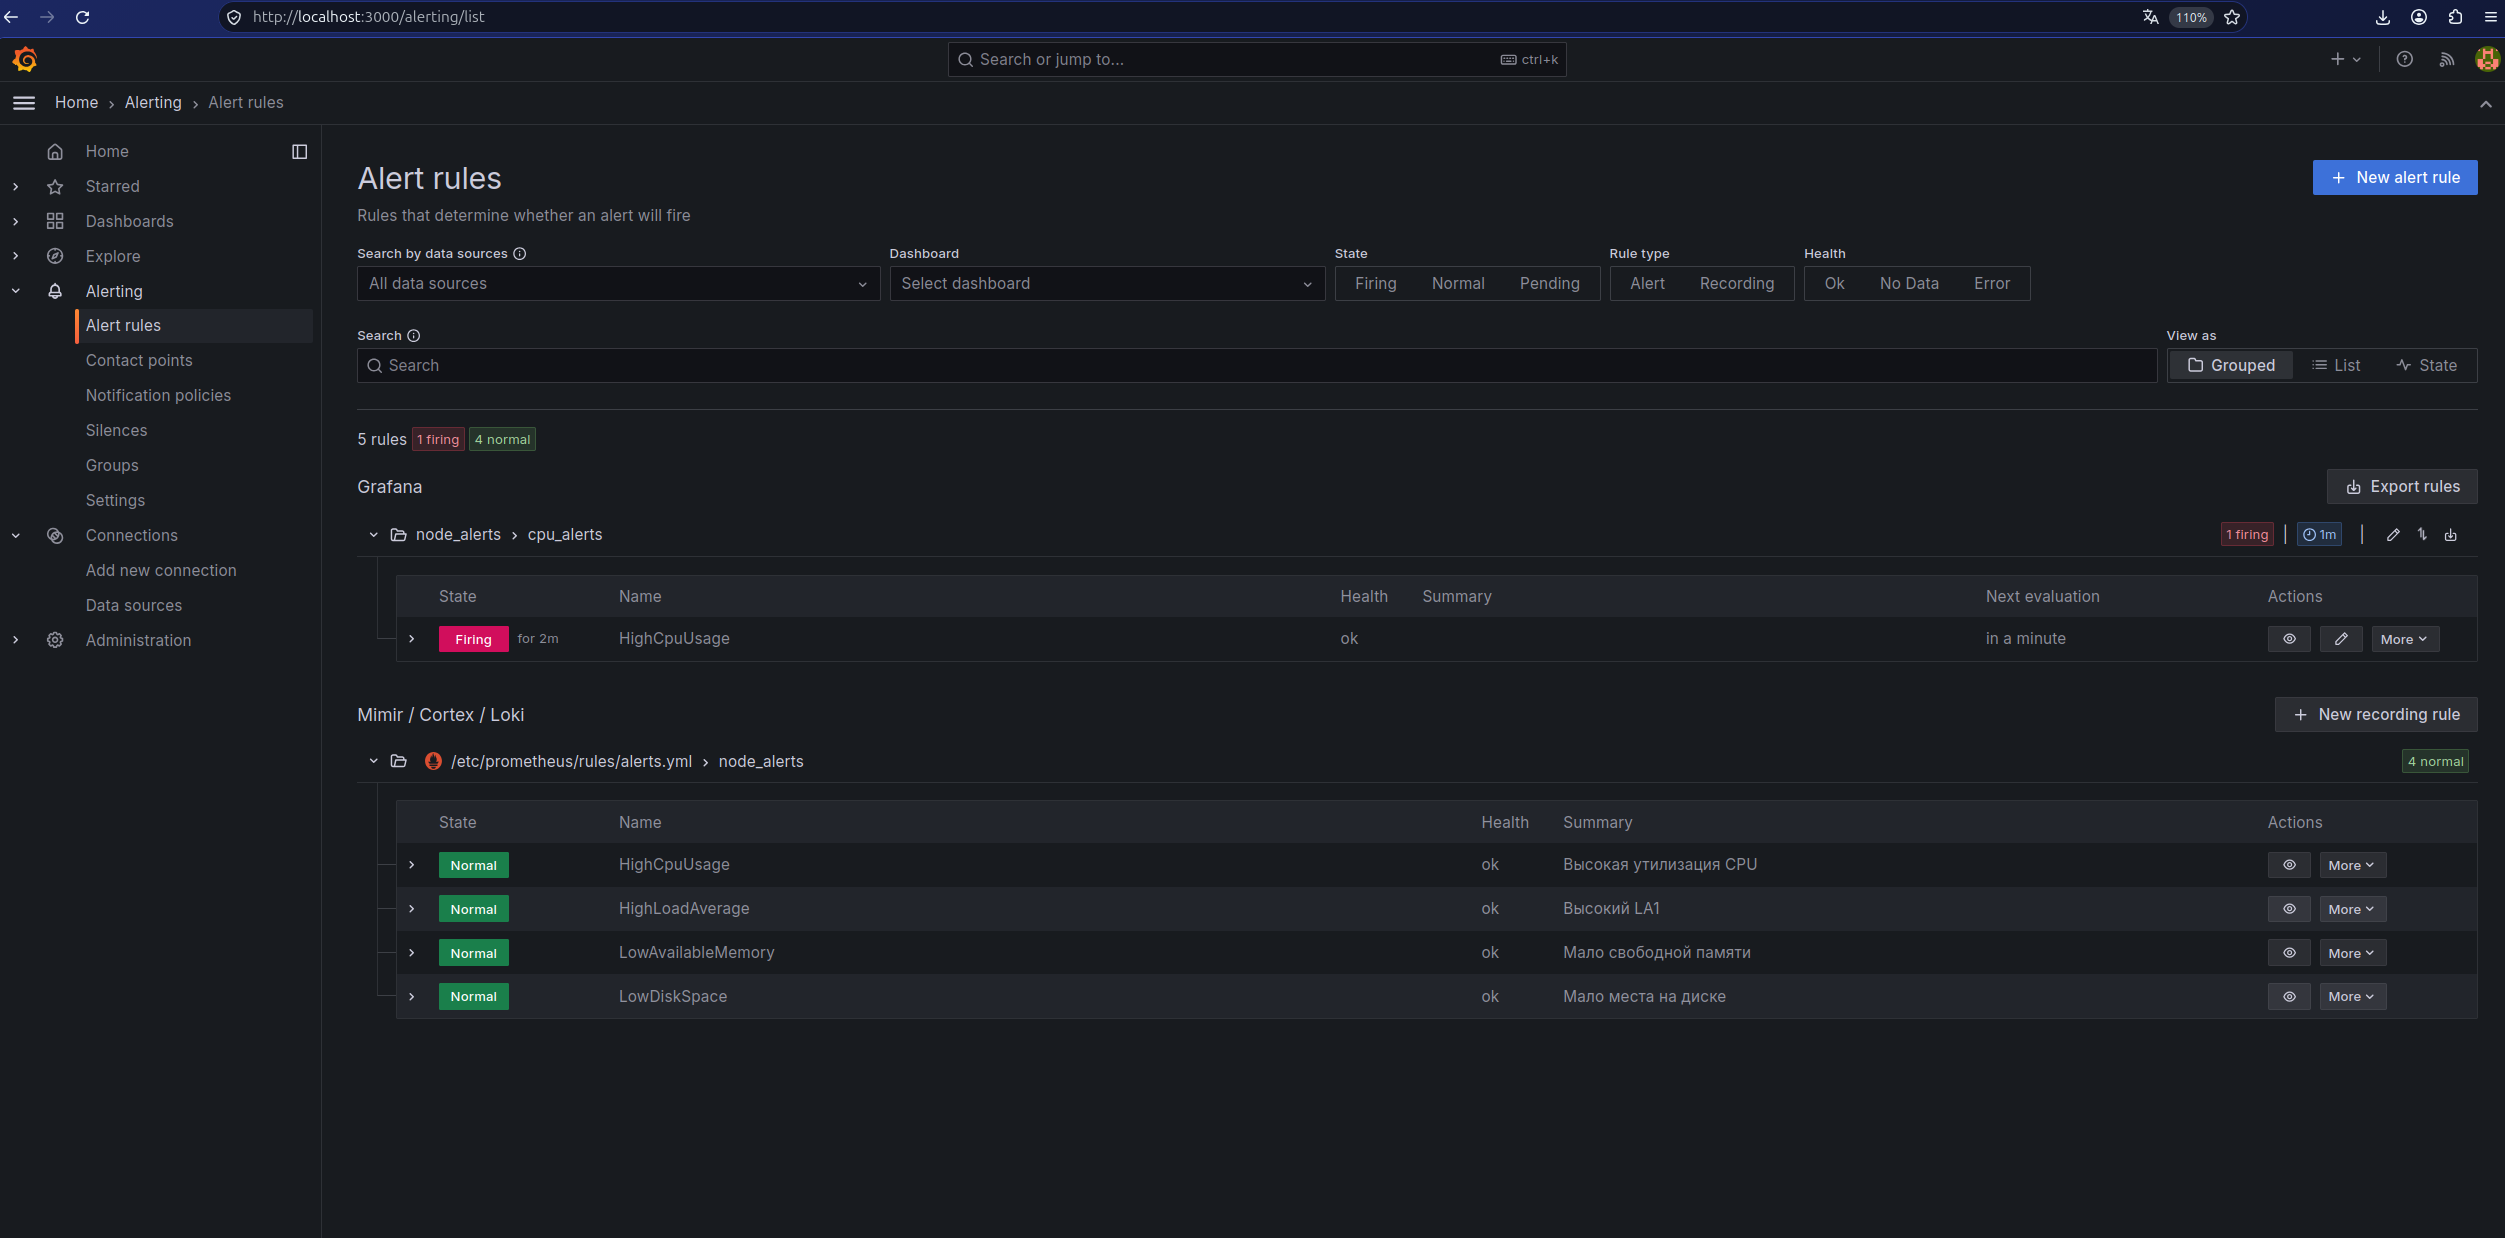 http://localhost:3000/alerting/list
110%
Search or jump to...
ctrl+k
Home › Alerting › Alert rules
Home
Starred
Dashboards
Explore
Alerting
Alert rules
Contact points
Notification policies
Silences
Groups
Settings
Connections
Add new connection
Data sources
Administration
Alert rules
New alert rule
Rules that determine whether an alert will fire
Search by data sources Dashboard State Rule type Health
All data sources Select dashboard Firing Normal Pending Alert Recording Ok No Data Error
Search View as
Search Grouped List State
5 rules 1 firing 4 normal
Grafana Export rules
node_alerts › cpu_alerts 1 firing 1m
State Name Health Summary Next evaluation Actions
Firing for 2m HighCpuUsage ok in a minute More
Mimir / Cortex / Loki New recording rule
/etc/prometheus/rules/alerts.yml › node_alerts 4 normal
State Name Health Summary Actions
Normal HighCpuUsage ok Высокая утилизация CPU More
Normal HighLoadAverage ok Высокий LA1 More
Normal LowAvailableMemory ok Мало свободной памяти More
Normal LowDiskSpace ok Мало места на диске More